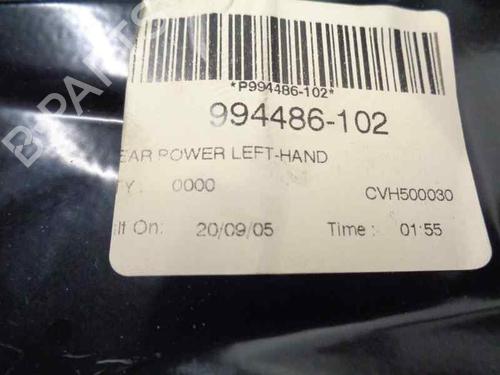 *P994486-102*
994486-102
EAR POWER LEFT-HAND
TY: 0000 CVH500030
ilt On: 20/09/05 Time: 01:55
B-PARTS